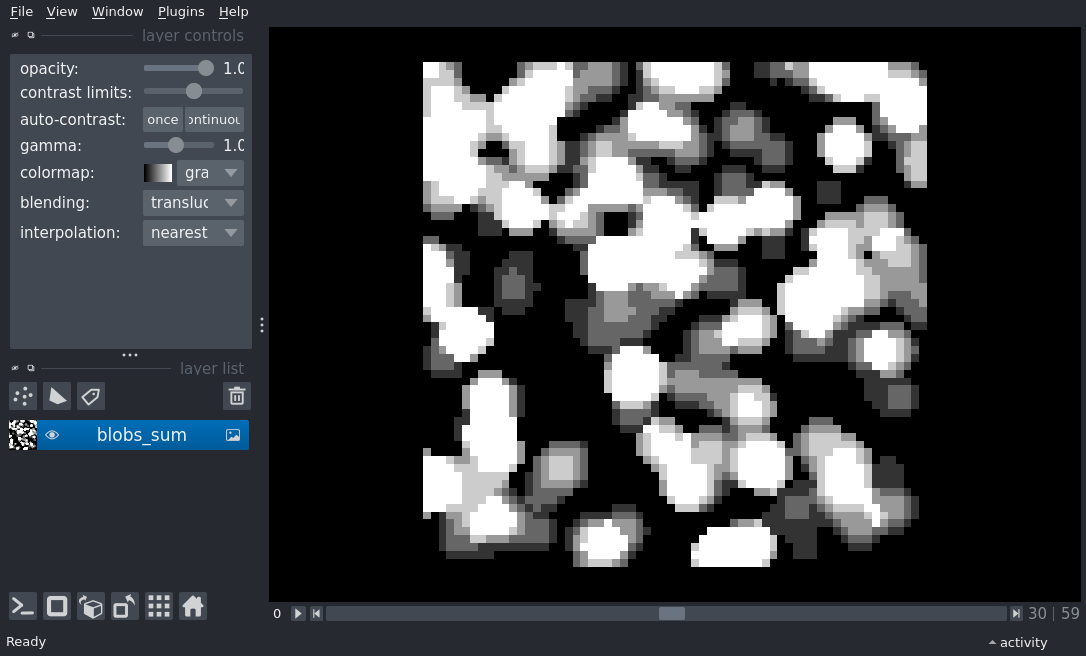 File View Window Plugins Help
layer controls
opacity: 1.0
contrast limits:
auto-contrast: once ontinuou
gamma: 1.0
colormap: gra
blending: transluc
interpolation: nearest
layer list
blobs_sum
0 30 | 59
Ready activity